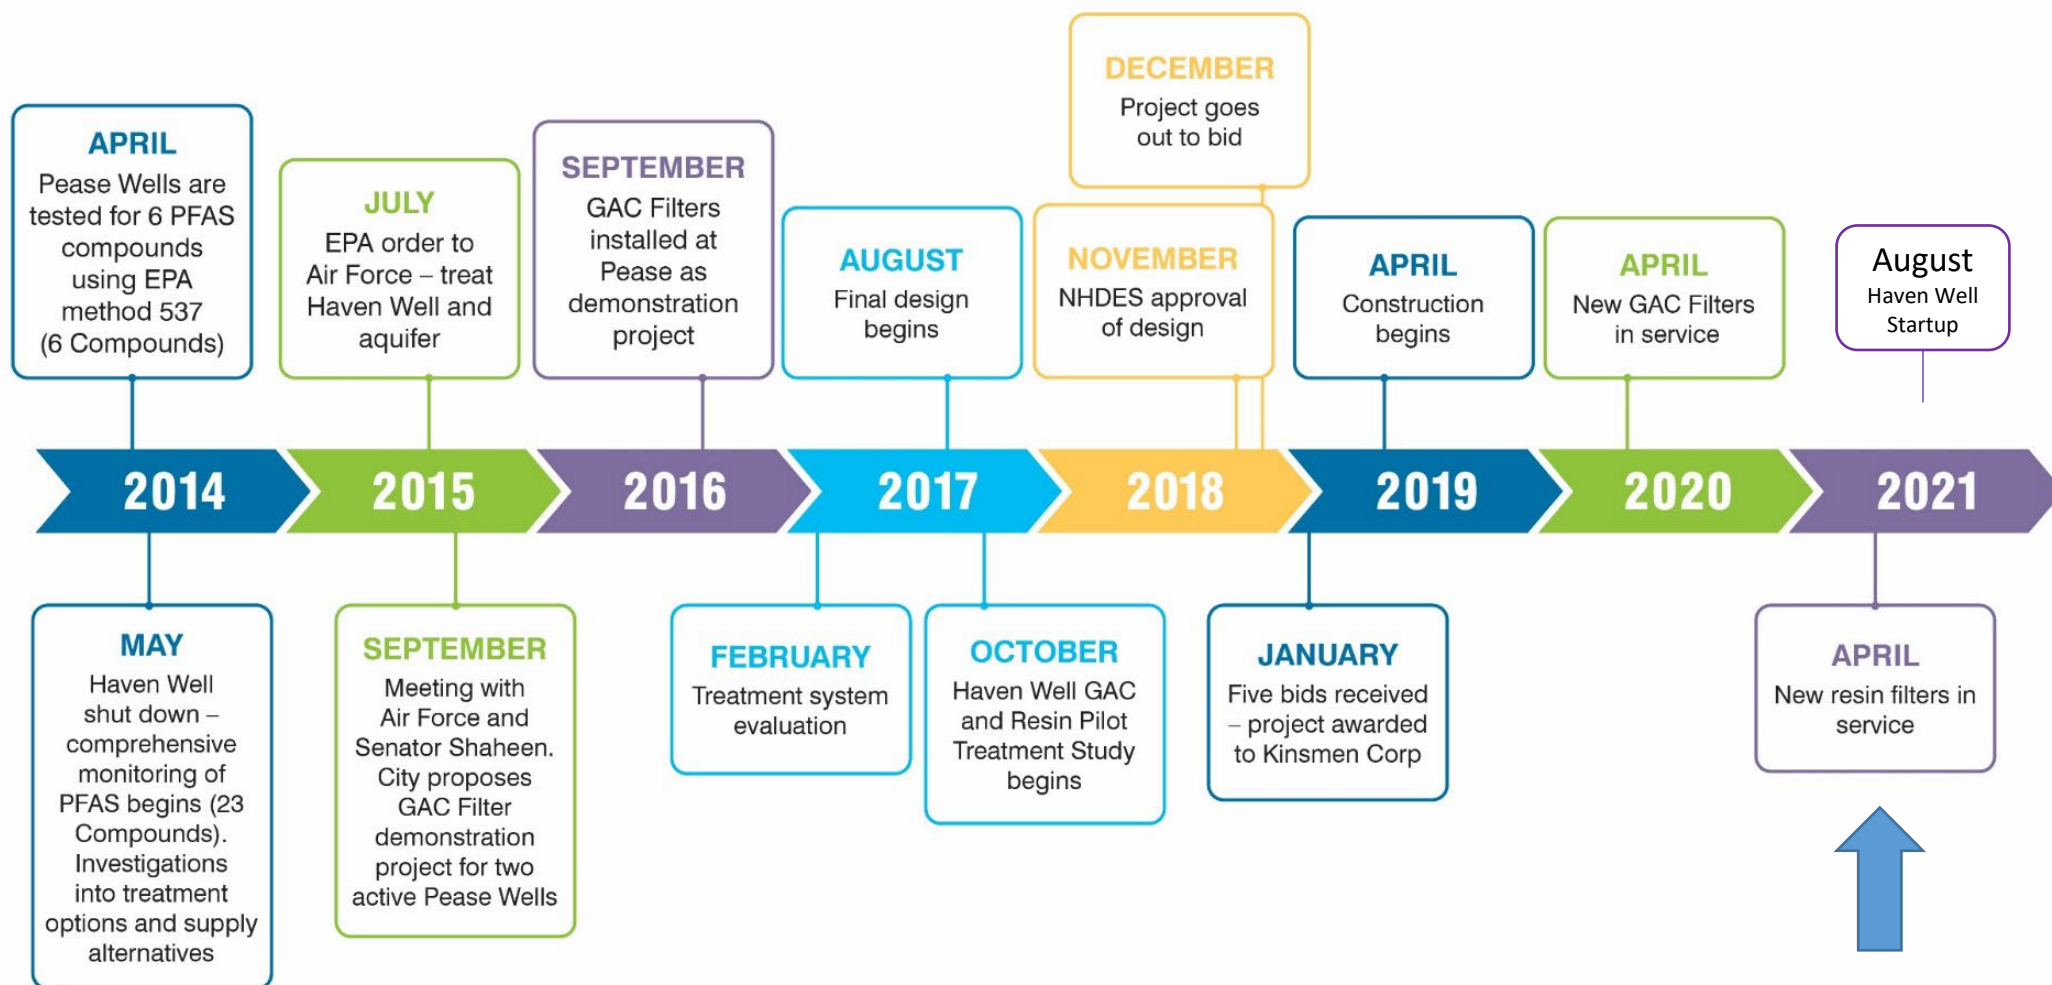 APRIL
Pease Wells are
tested for 6 PFAS
compounds
using EPA
method 537
(6 Compounds)
JULY
EPA order to
Air Force – treat
Haven Well and
aquifer
SEPTEMBER
GAC Filters
installed at
Pease as
demonstration
project
AUGUST
Final design
begins
DECEMBER
Project goes
out to bid
NOVEMBER
NHDES approval
of design
APRIL
Construction
begins
APRIL
New GAC Filters
in service
August
Haven Well
Startup
2014
2015
2016
2017
2018
2019
2020
2021
MAY
Haven Well
shut down –
comprehensive
monitoring of
PFAS begins (23
Compounds).
Investigations
into treatment
options and supply
alternatives
SEPTEMBER
Meeting with
Air Force and
Senator Shaheen.
City proposes
GAC Filter
demonstration
project for two
active Pease Wells
FEBRUARY
Treatment system
evaluation
OCTOBER
Haven Well GAC
and Resin Pilot
Treatment Study
begins
JANUARY
Five bids received
– project awarded
to Kinsmen Corp
APRIL
New resin filters in
service